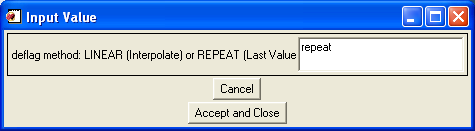 Input Value
deflag method: LINEAR (Interpolate) or REPEAT (Last Value
repeat
Cancel
Accept and Close